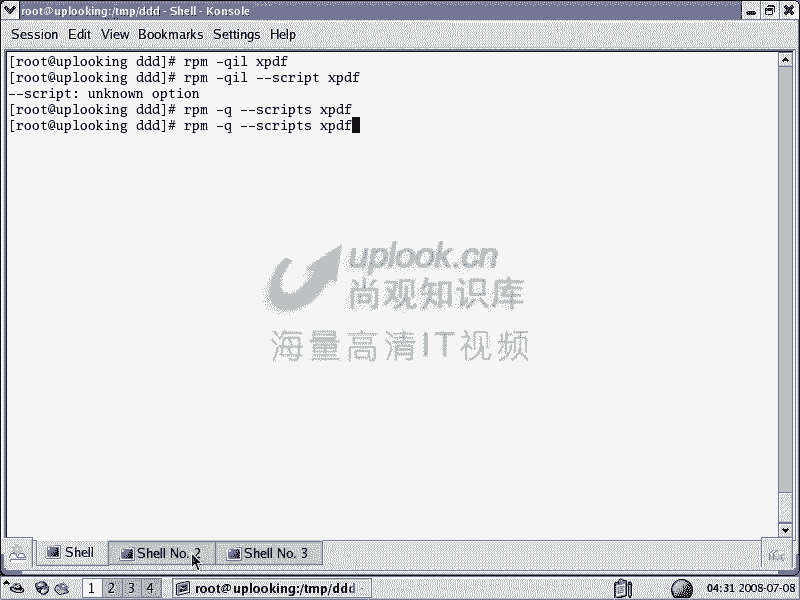 root@uplooking:/tmp/ddd - Shell - Konsole
Session Edit View Bookmarks Settings Help
[root@uplooking ddd]# rpm -qil xpdf
[root@uplooking ddd]# rpm -qil --script xpdf
--script: unknown option
[root@uplooking ddd]# rpm -q --scripts xpdf
[root@uplooking ddd]# rpm -q --scripts xpdf
uplook.cn
尚观知识库
海量高清IT视频
Shell Shell No. 2 Shell No. 3
1 2 3 4 root@uplooking:/tmp/ddd 04:31 2008-07-08